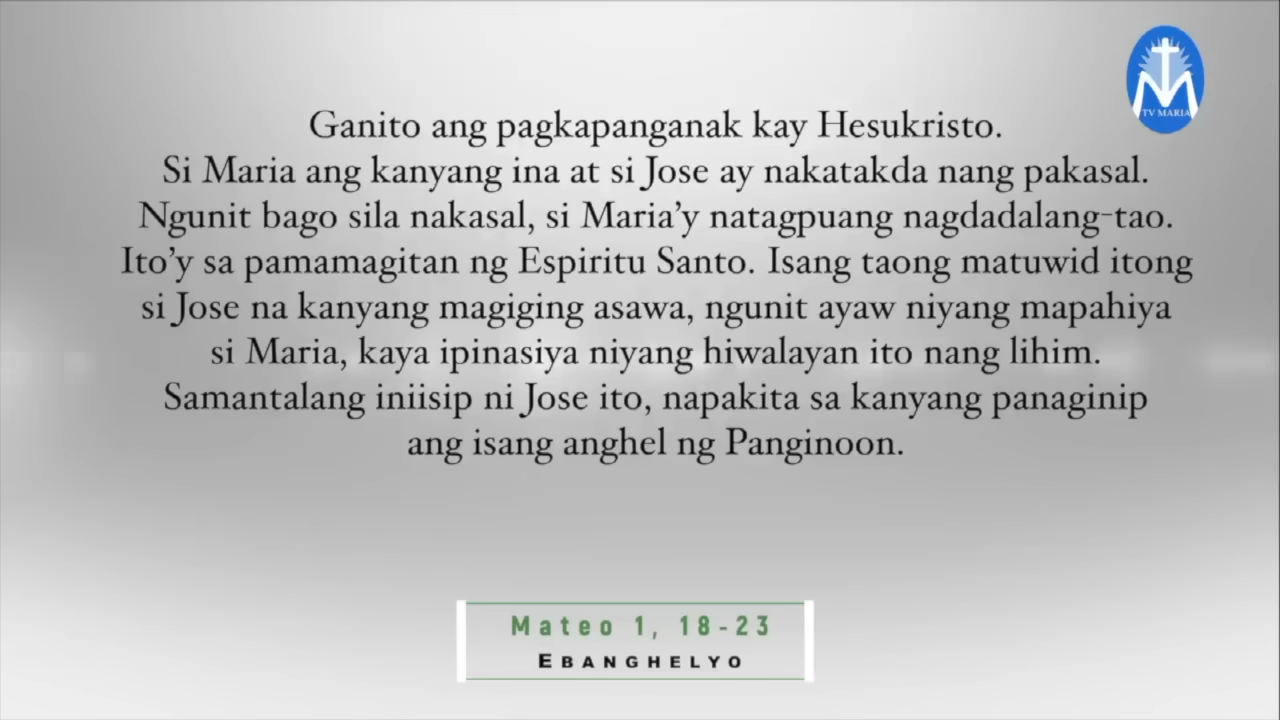 TV MARIA
Ganito ang pagkapanganak kay Hesukristo.
Si Maria ang kanyang ina at si Jose ay nakatakda nang pakasal.
Ngunit bago sila nakasal, si Maria’y natagpuang nagdadalang-tao.
Ito’y sa pamamagitan ng Espiritu Santo. Isang taong matuwid itong
si Jose na kanyang magiging asawa, ngunit ayaw niyang mapahiya
si Maria, kaya ipinasiya niyang hiwalayan ito nang lihim.
Samantalang iniisip ni Jose ito, napakita sa kanyang panaginip
ang isang anghel ng Panginoon.
Mateo 1, 18-23
EBANGHELYO